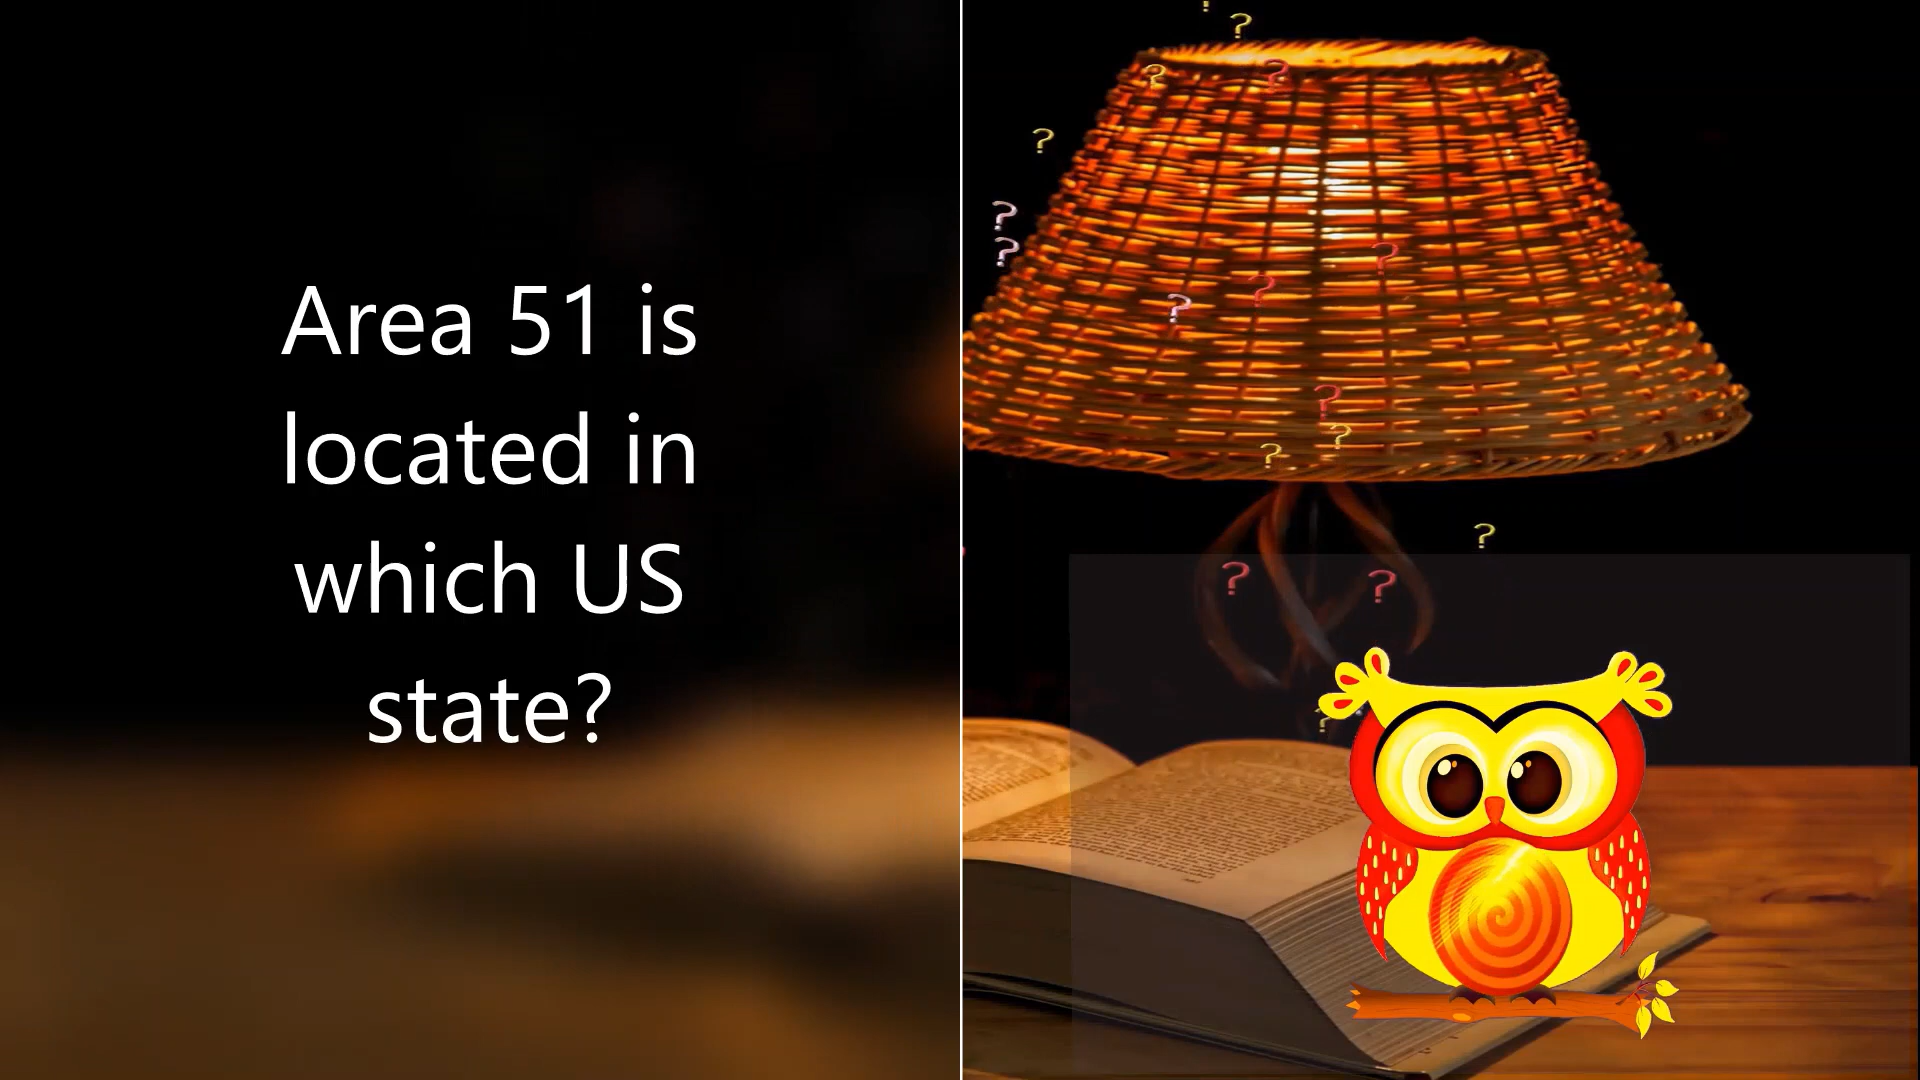 Area 51 is
located in
which US
state?